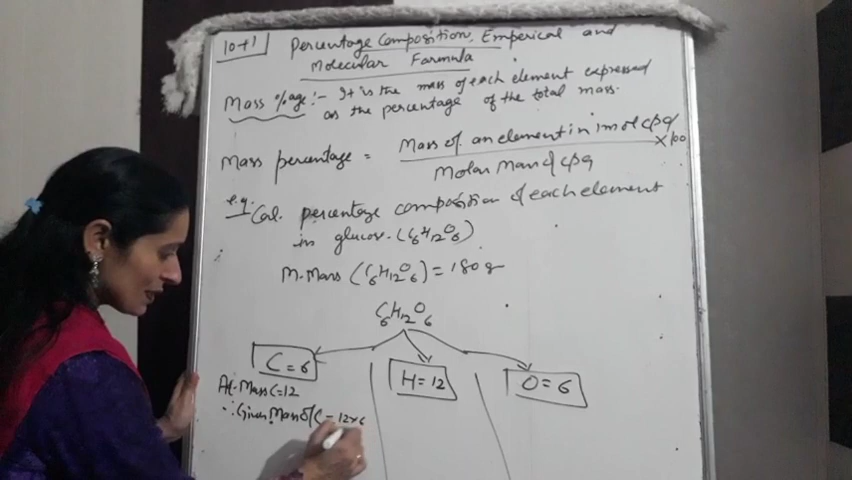 10+1 Percentage Composition, Emperical and
Molecular Farmula
Mass %age :- It is the mass of each element expressed
as the percentage of the total mass.
Mass percentage = Mass of an element in 1 mol cpd × 100
Molar Mass of cpd
e.g. Cal. percentage composition of each element
in glucose. (C6H12O6)
M. Mass (C6H12O6) = 180 g
C6H12O6
C = 6 H = 12 O = 6
At. Mass C = 12
∴ Given Mass of C = 12×6